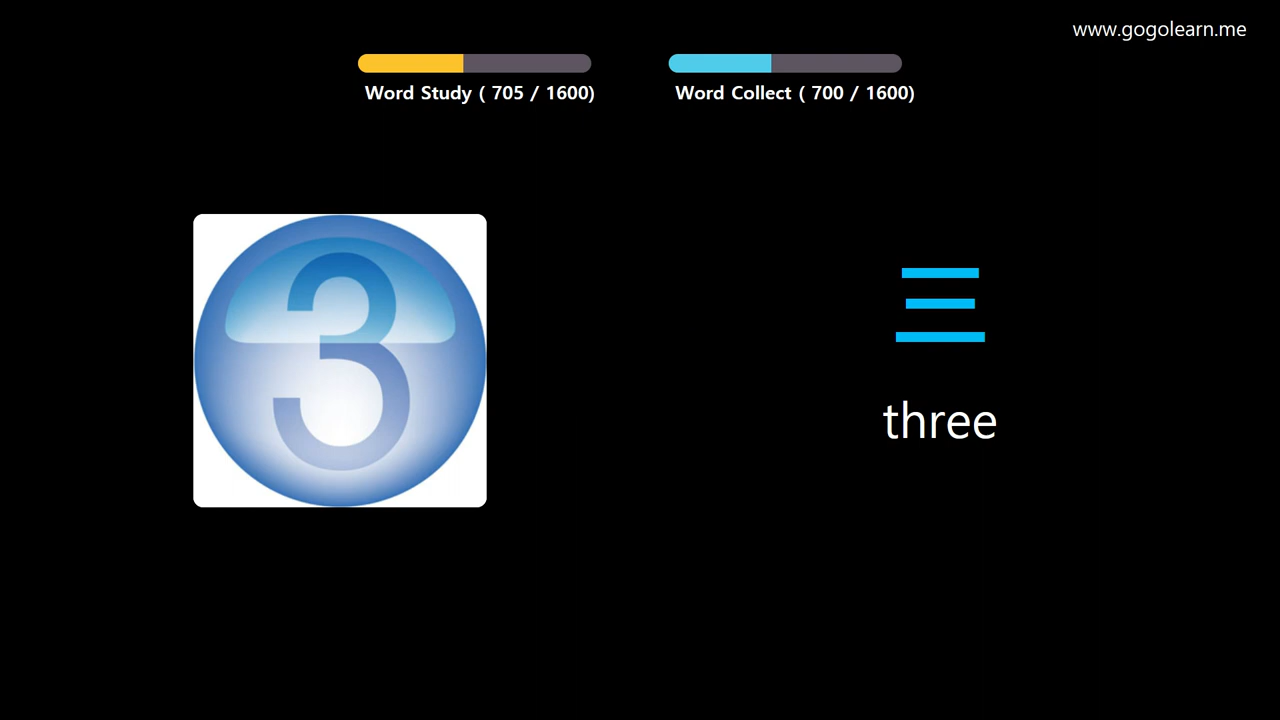 www.gogolearn.me
Word Study ( 705 / 1600)
Word Collect ( 700 / 1600)
3
三
three